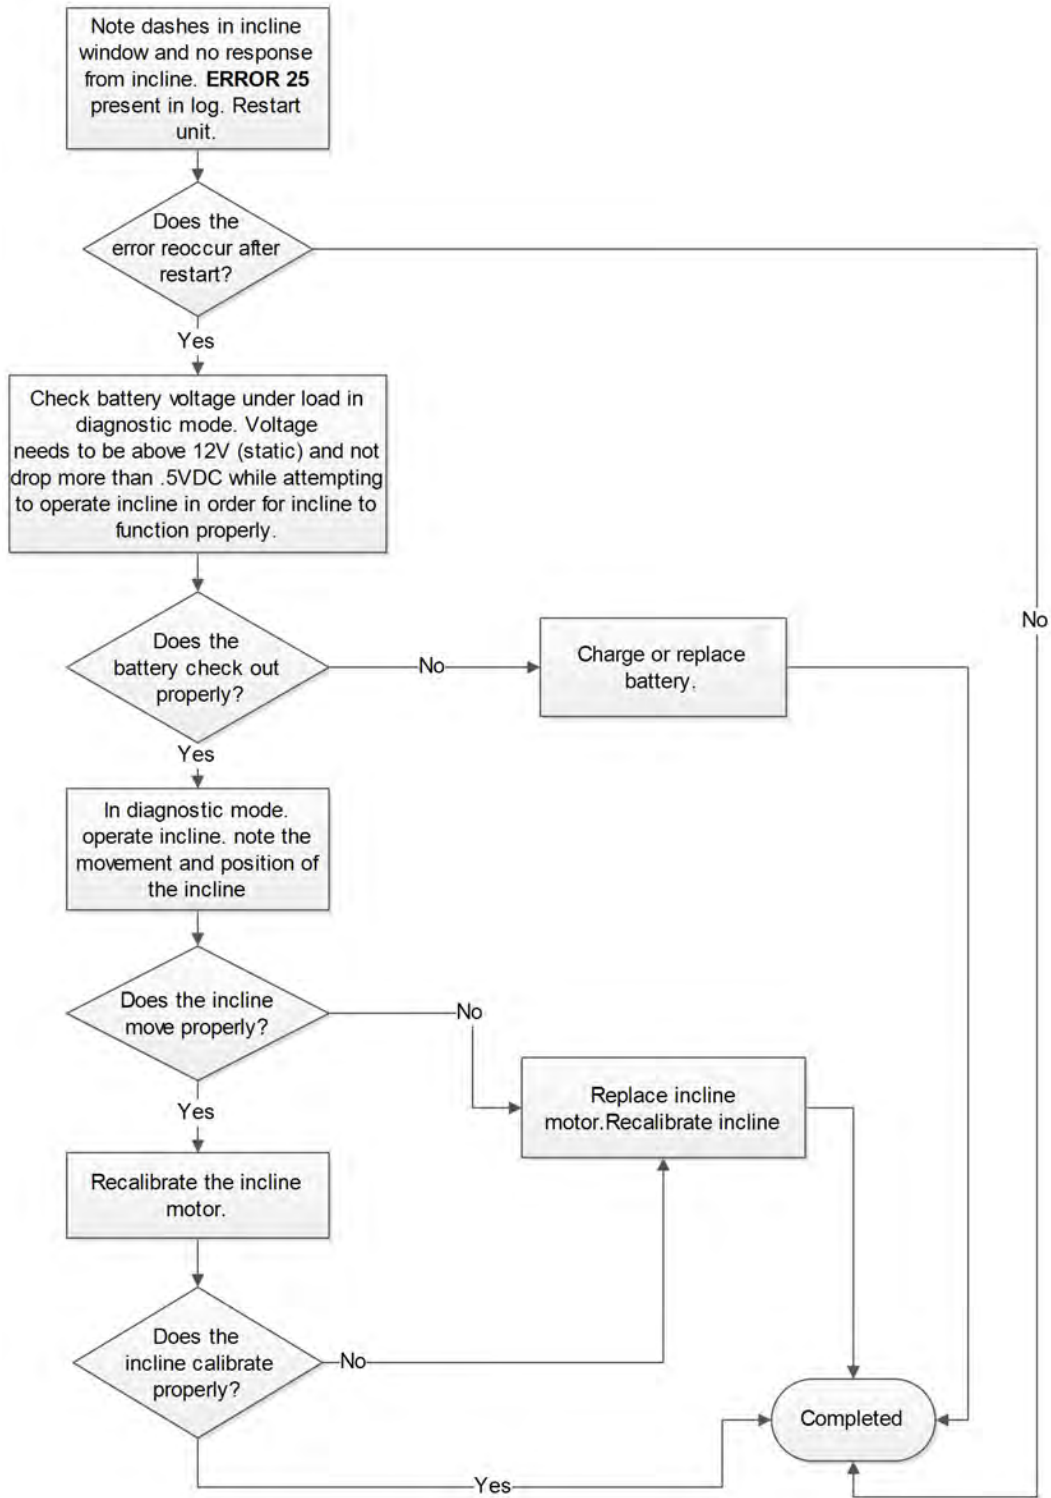 Note dashes in incline
window and no response
from incline. ERROR 25
present in log. Restart
unit.
Does the
error reoccur after
restart?
Yes
Check battery voltage under load in
diagnostic mode. Voltage
needs to be above 12V (static) and not
drop more than .5VDC while attempting
to operate incline in order for incline to
function properly.
No
Does the
battery check out
properly?
No
Charge or replace
battery.
Yes
In diagnostic mode.
operate incline. note the
movement and position of
the incline
Does the incline
move properly?
No
Yes
Replace incline
motor.Recalibrate incline
Recalibrate the incline
motor.
Does the
incline calibrate
properly?
No
Completed
Yes